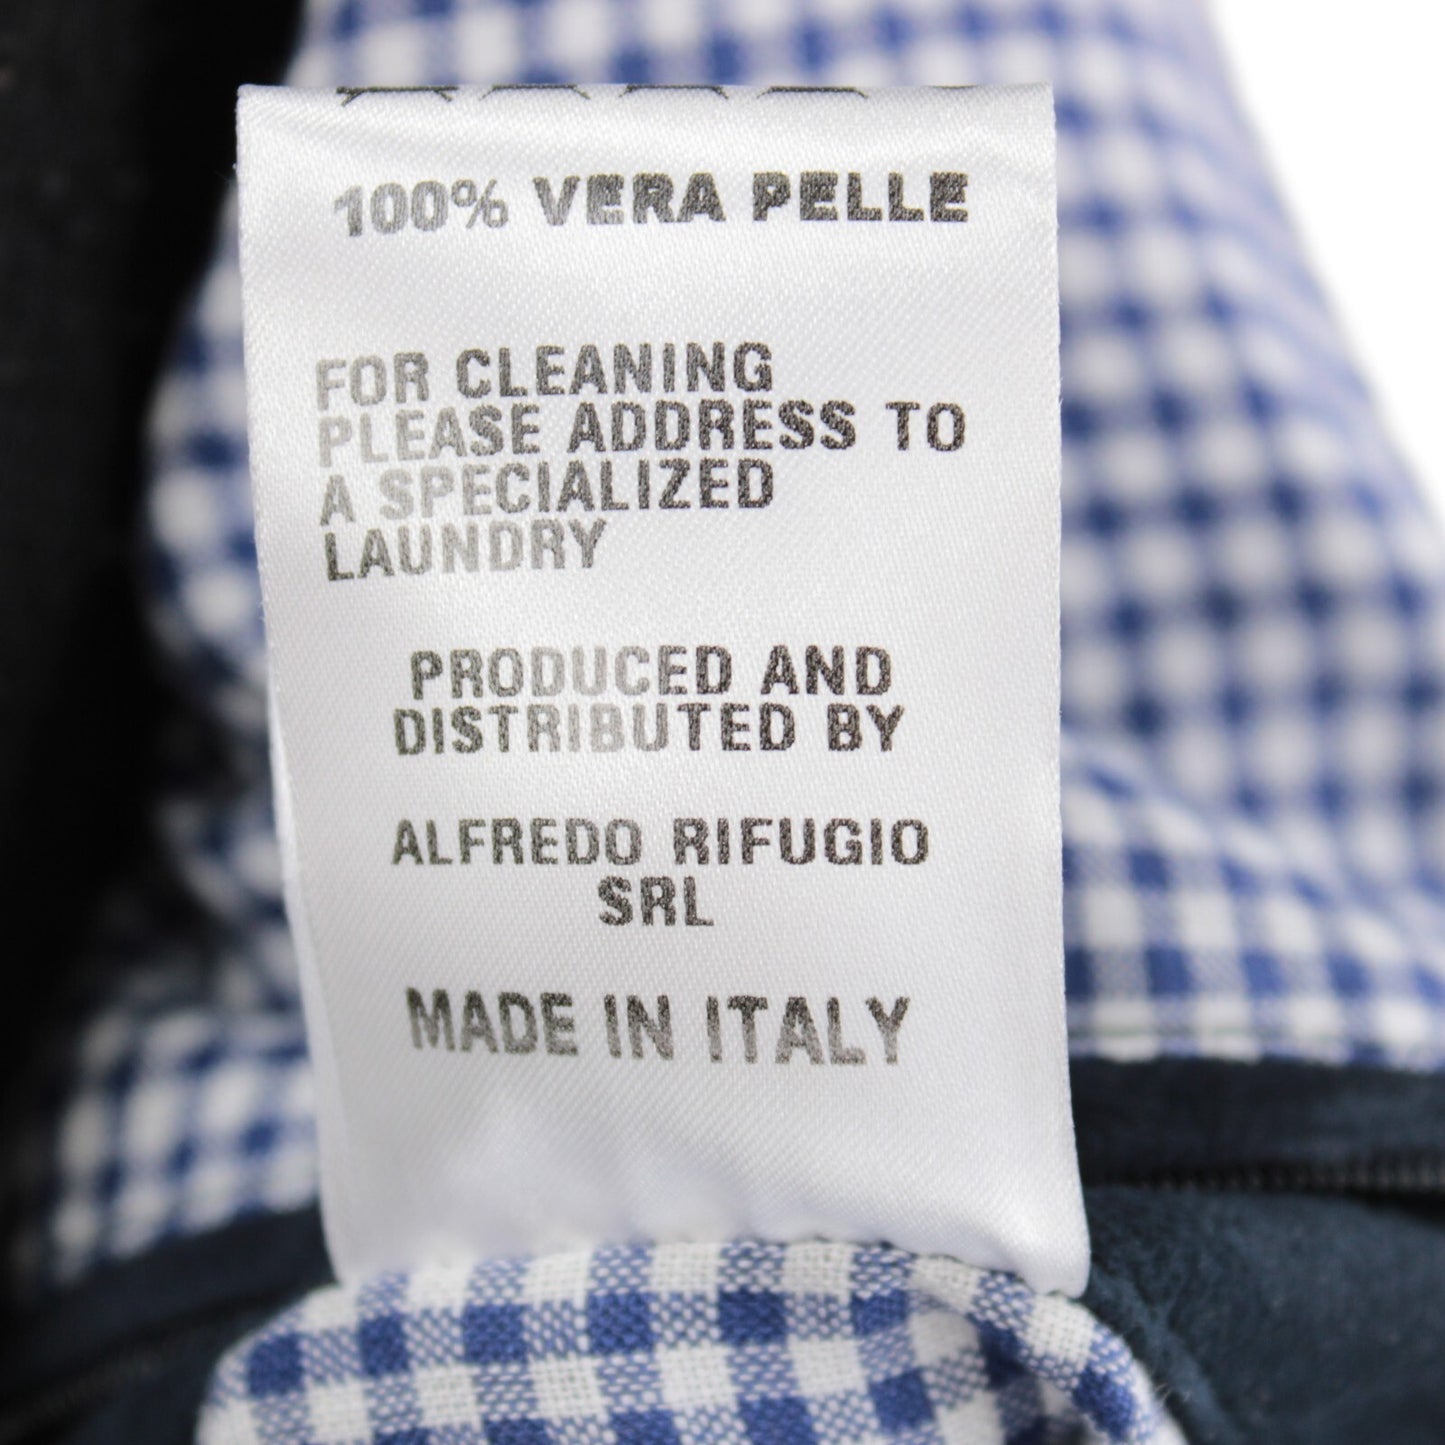 100% VERA PELLE
FOR CLEANING
PLEASE ADDRESS TO
A SPECIALIZED
LAUNDRY
PRODUCED AND
DISTRIBUTED BY
ALFREDO RIFUGIO
SRL
MADE IN ITALY